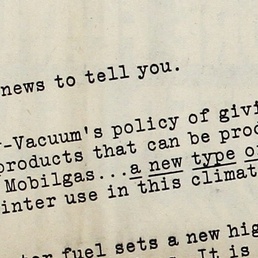 news to tell you.
-Vacuum's policy of givi
products that can be prod
Mobilgas...a new type o
inter use in this climat
fuel sets a new hig
It is